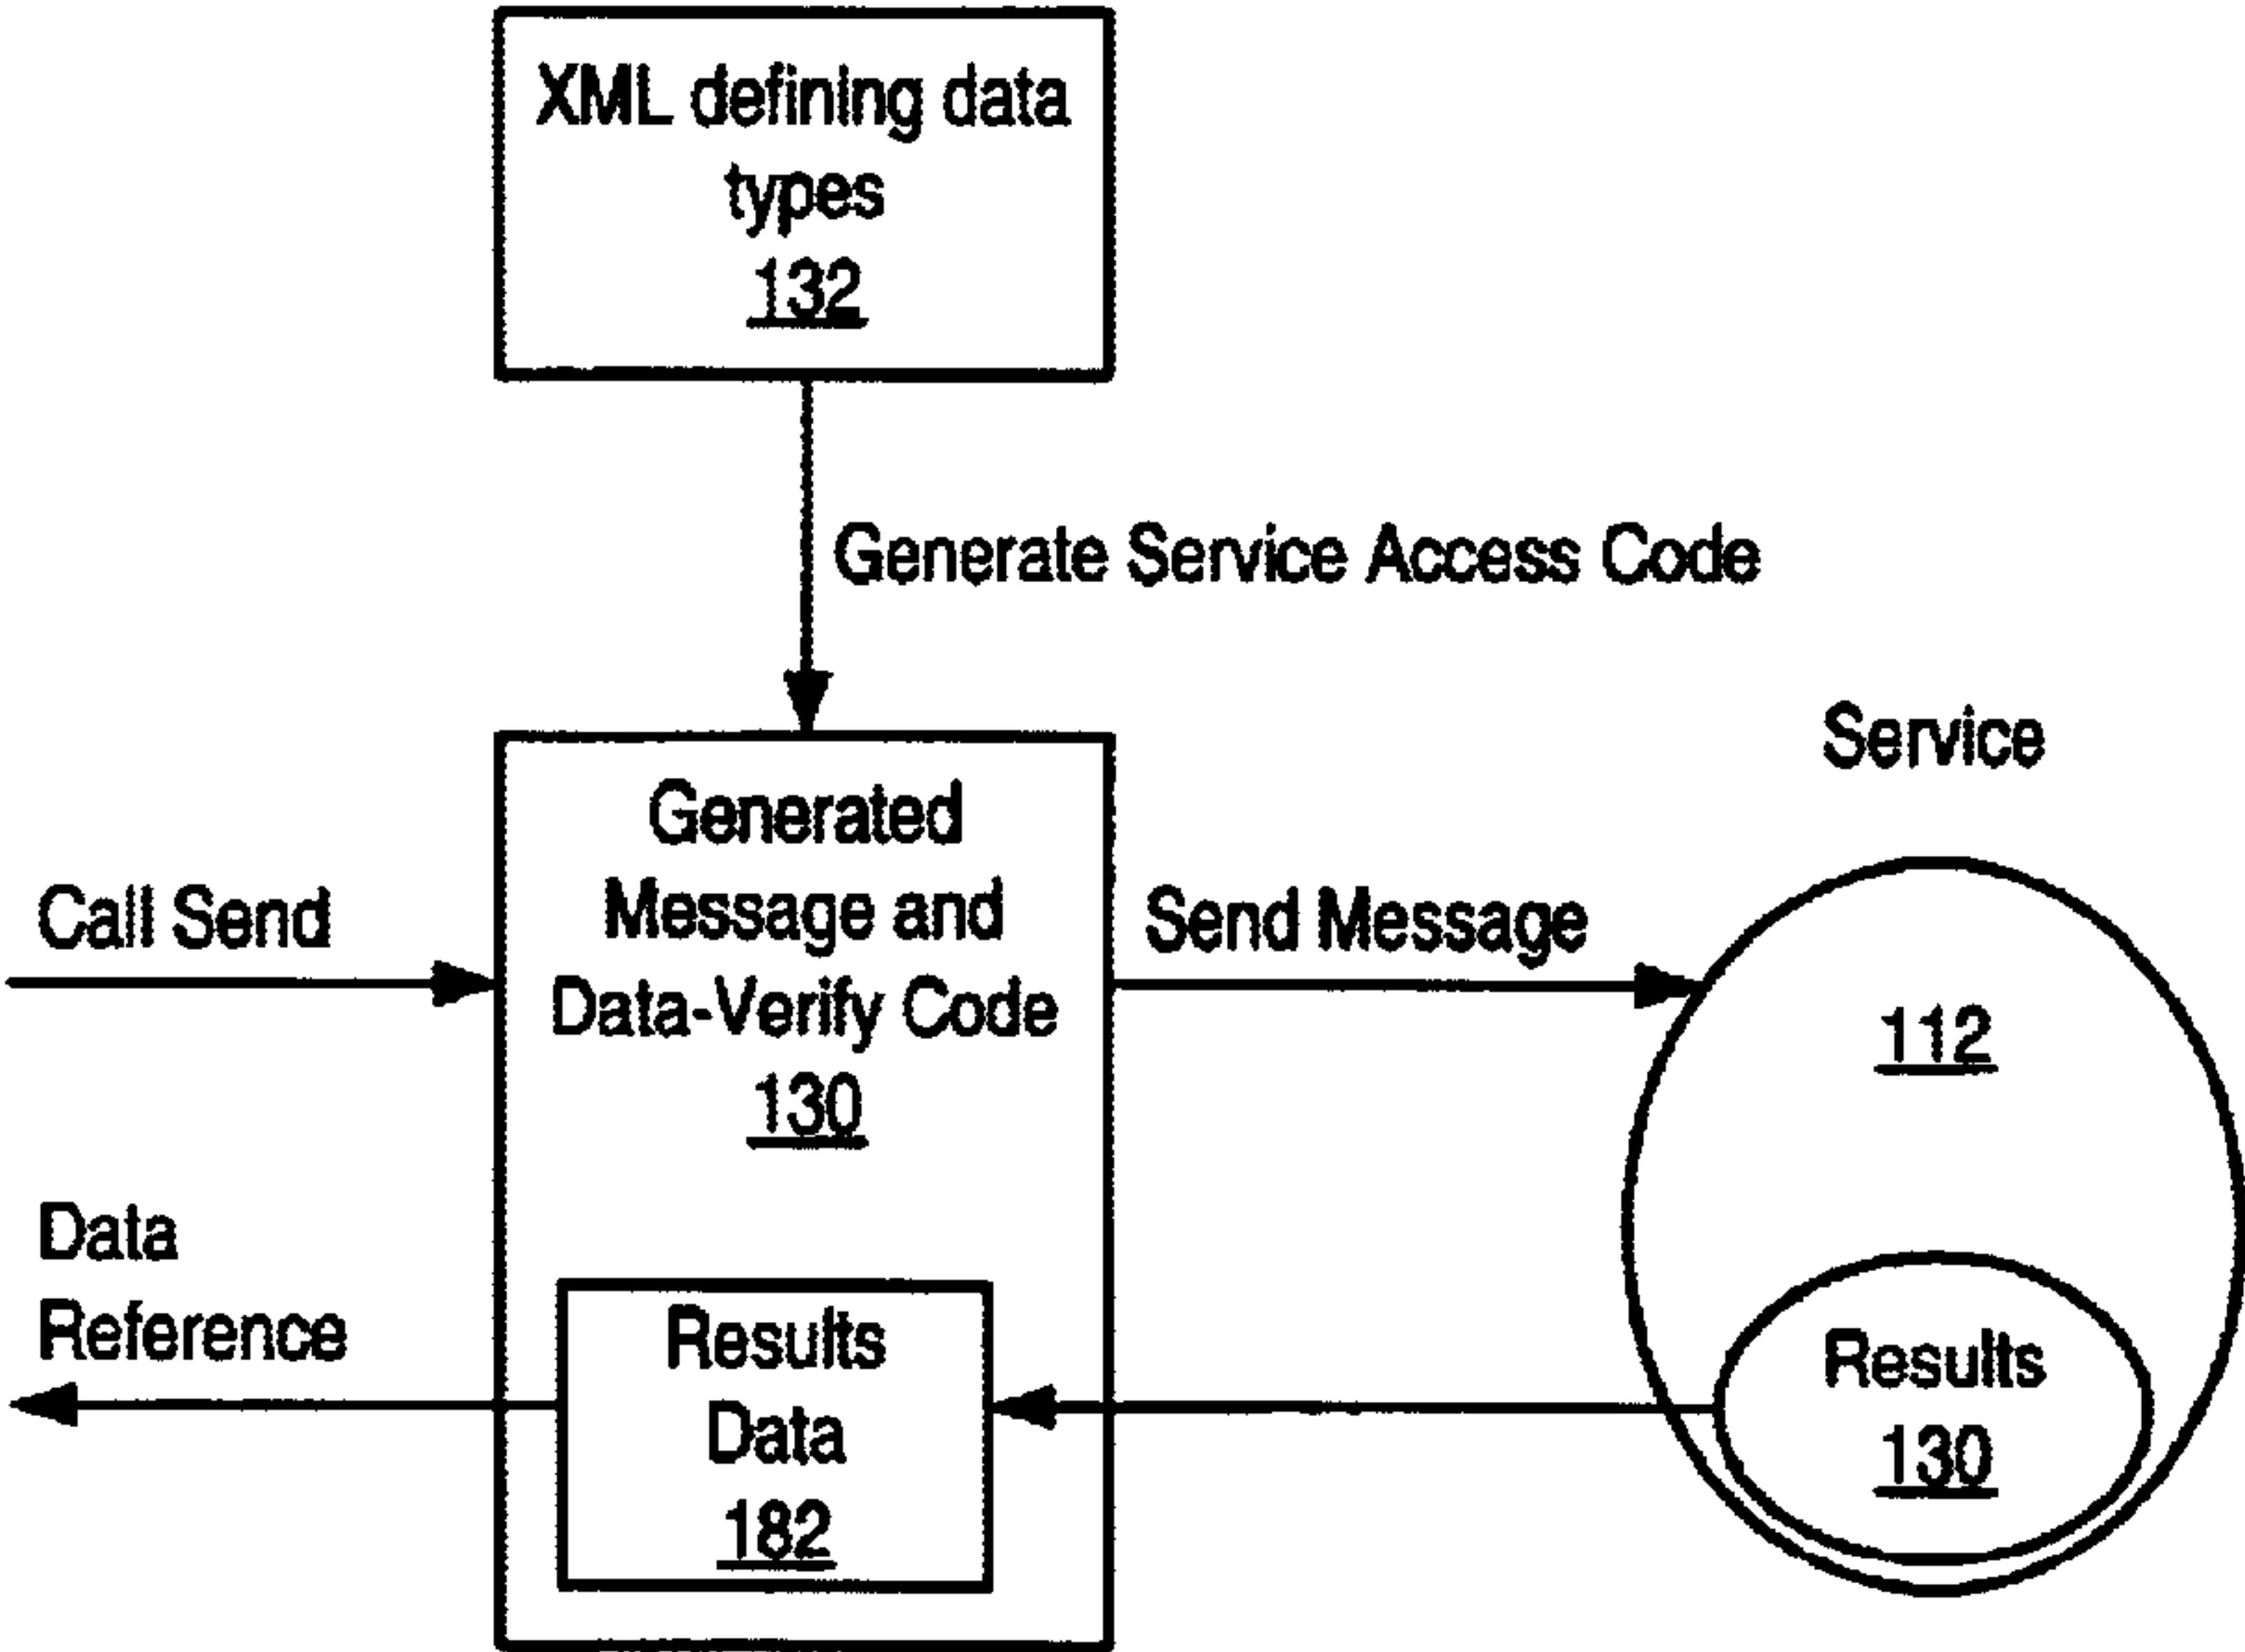 XML defining data
types
132
Generate Service Access Code
Service
Generated
Message and
Data-Verify Code
130
Call Send
Send Message
112
Data
Reference
Results
Data
182
Results
130